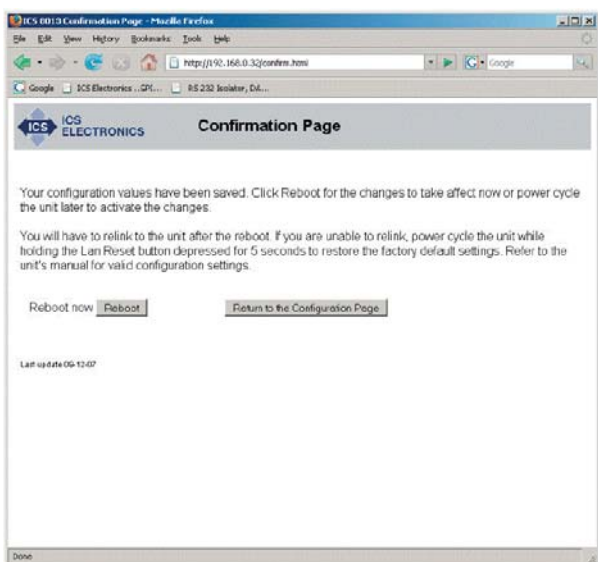 ICS 8013 Confirmation Page - Mozilla Firefox
File Edit View History Bookmarks Tools Help
http://192.168.0.32/confirm.html
Google
Google ICS Electronics ..GPI... RS 232 Isolator, DA...
ICS
ICS
ELECTRONICS
Confirmation Page
Your configuration values have been saved. Click Reboot for the changes to take affect now or power cycle
the unit later to activate the changes.
You will have to relink to the unit after the reboot. If you are unable to relink, power cycle the unit while
holding the Lan Reset button depressed for 5 seconds to restore the factory default settings. Refer to the
unit's manual for valid configuration settings.
Reboot now Reboot Return to the Configuration Page
Last update 09-12-07
Done